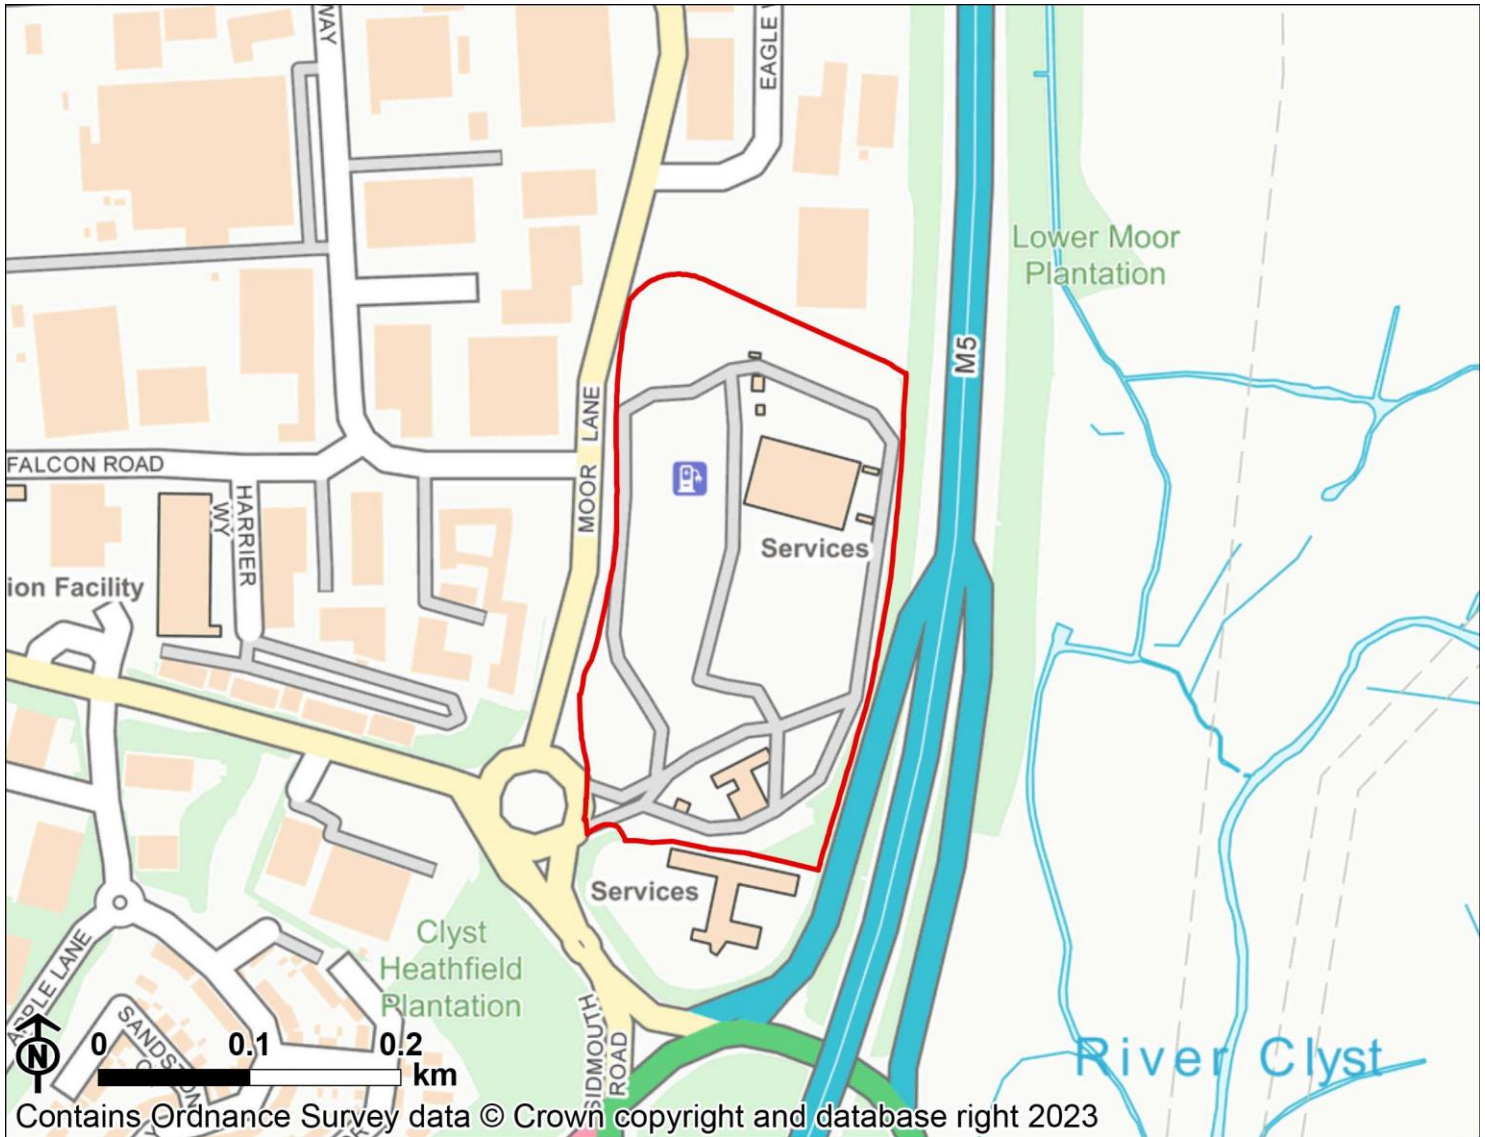 WAY
EAGLE
Lower Moor
Plantation
M5
MOOR LANE
FALCON ROAD
HARRIER
WY
Services
ion Facility
Services
Clyst
Heathfield
Plantation
APPLE LANE
SIDMOUTH
ROAD
River Clyst
N
0 0.1 0.2
km
Contains Ordnance Survey data © Crown copyright and database right 2023